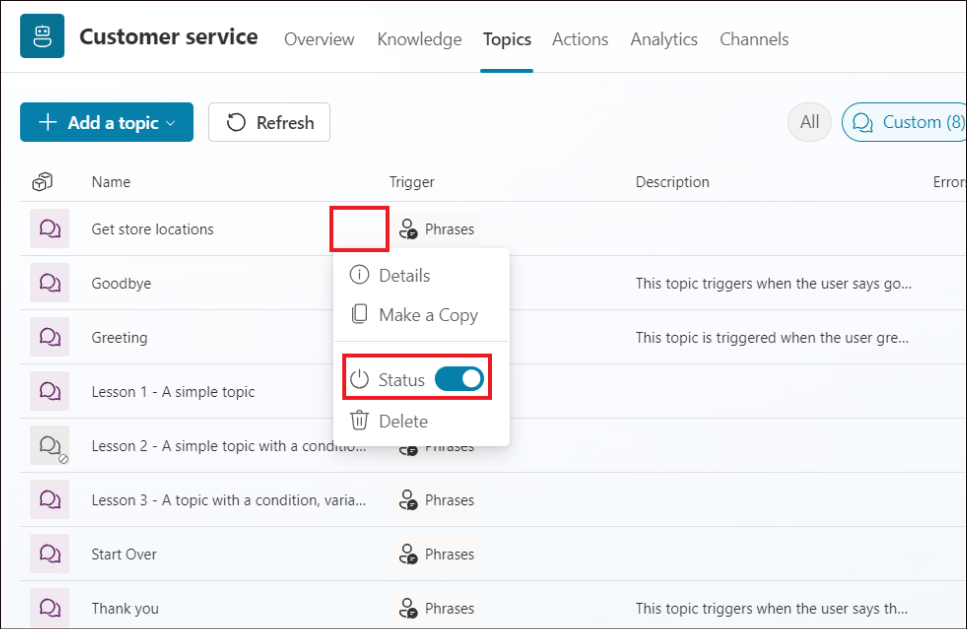 Customer service Overview Knowledge Topics Actions Analytics Channels
Add a topic Refresh All Custom (8)
Name Trigger Description Errors
Get store locations Phrases
Details
Goodbye This topic triggers when the user says go...
Make a Copy
Greeting This topic is triggered when the user gre...
Status
Lesson 1 - A simple topic
Delete
Lesson 2 - A simple topic with a conditio... Phrases
Lesson 3 - A topic with a condition, varia... Phrases
Start Over Phrases
Thank you Phrases This topic triggers when the user says th...